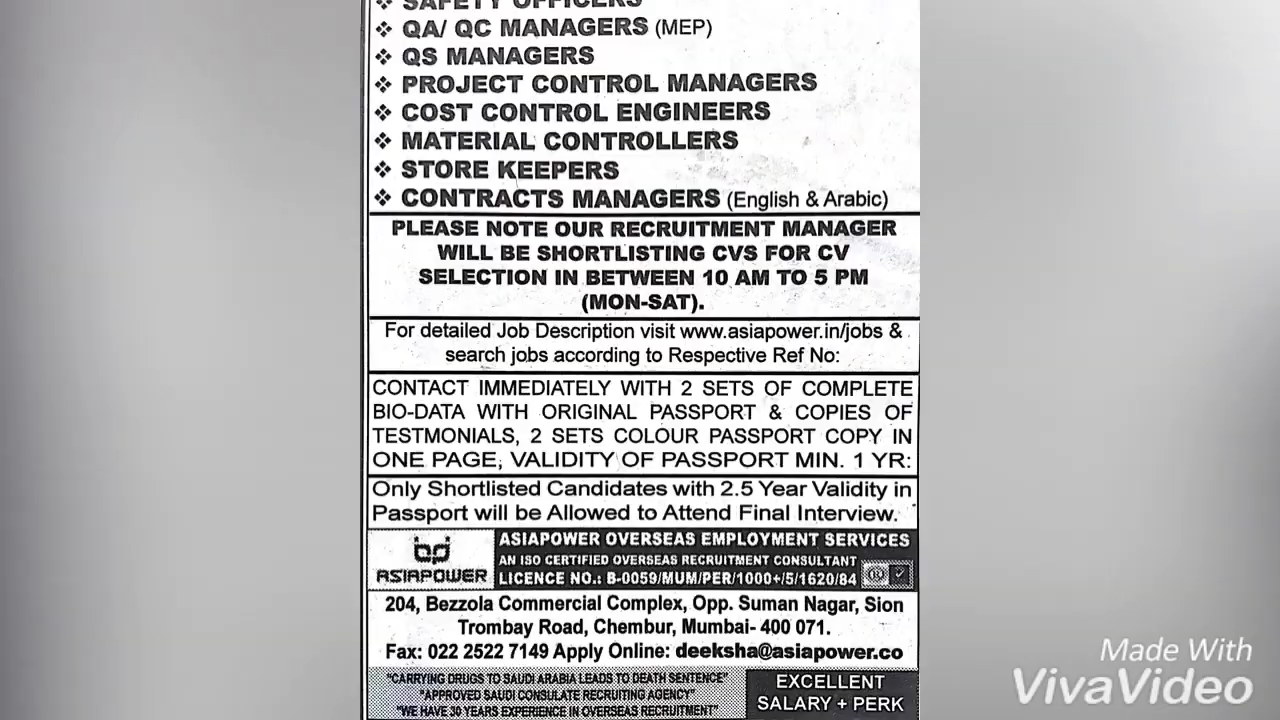 ❖ SAFETY OFFICERS
❖ QA/ QC MANAGERS (MEP)
❖ QS MANAGERS
❖ PROJECT CONTROL MANAGERS
❖ COST CONTROL ENGINEERS
❖ MATERIAL CONTROLLERS
❖ STORE KEEPERS
❖ CONTRACTS MANAGERS (English & Arabic)
PLEASE NOTE OUR RECRUITMENT MANAGER
WILL BE SHORTLISTING CVS FOR CV
SELECTION IN BETWEEN 10 AM TO 5 PM
(MON-SAT).
For detailed Job Description visit www.asiapower.in/jobs &
search jobs according to Respective Ref No:
CONTACT IMMEDIATELY WITH 2 SETS OF COMPLETE
BIO-DATA WITH ORIGINAL PASSPORT & COPIES OF
TESTMONIALS, 2 SETS COLOUR PASSPORT COPY IN
ONE PAGE, VALIDITY OF PASSPORT MIN. 1 YR:
Only Shortlisted Candidates with 2.5 Year Validity in
Passport will be Allowed to Attend Final Interview.
ASIAPOWER
ASIAPOWER OVERSEAS EMPLOYMENT SERVICES
AN ISO CERTIFIED OVERSEAS RECRUITMENT CONSULTANT
LICENCE NO.: B-0059/MUM/PER/1000+/5/1620/84
204, Bezzola Commercial Complex, Opp. Suman Nagar, Sion
Trombay Road, Chembur, Mumbai- 400 071.
Fax: 022 2522 7149 Apply Online: deeksha@asiapower.co
"CARRYING DRUGS TO SAUDI ARABIA LEADS TO DEATH SENTENCE"
"APPROVED SAUDI CONSULATE RECRUITING AGENCY"
"WE HAVE 30 YEARS EXPERIENCE IN OVERSEAS RECRUITMENT"
EXCELLENT
SALARY + PERK
Made With
VivaVideo